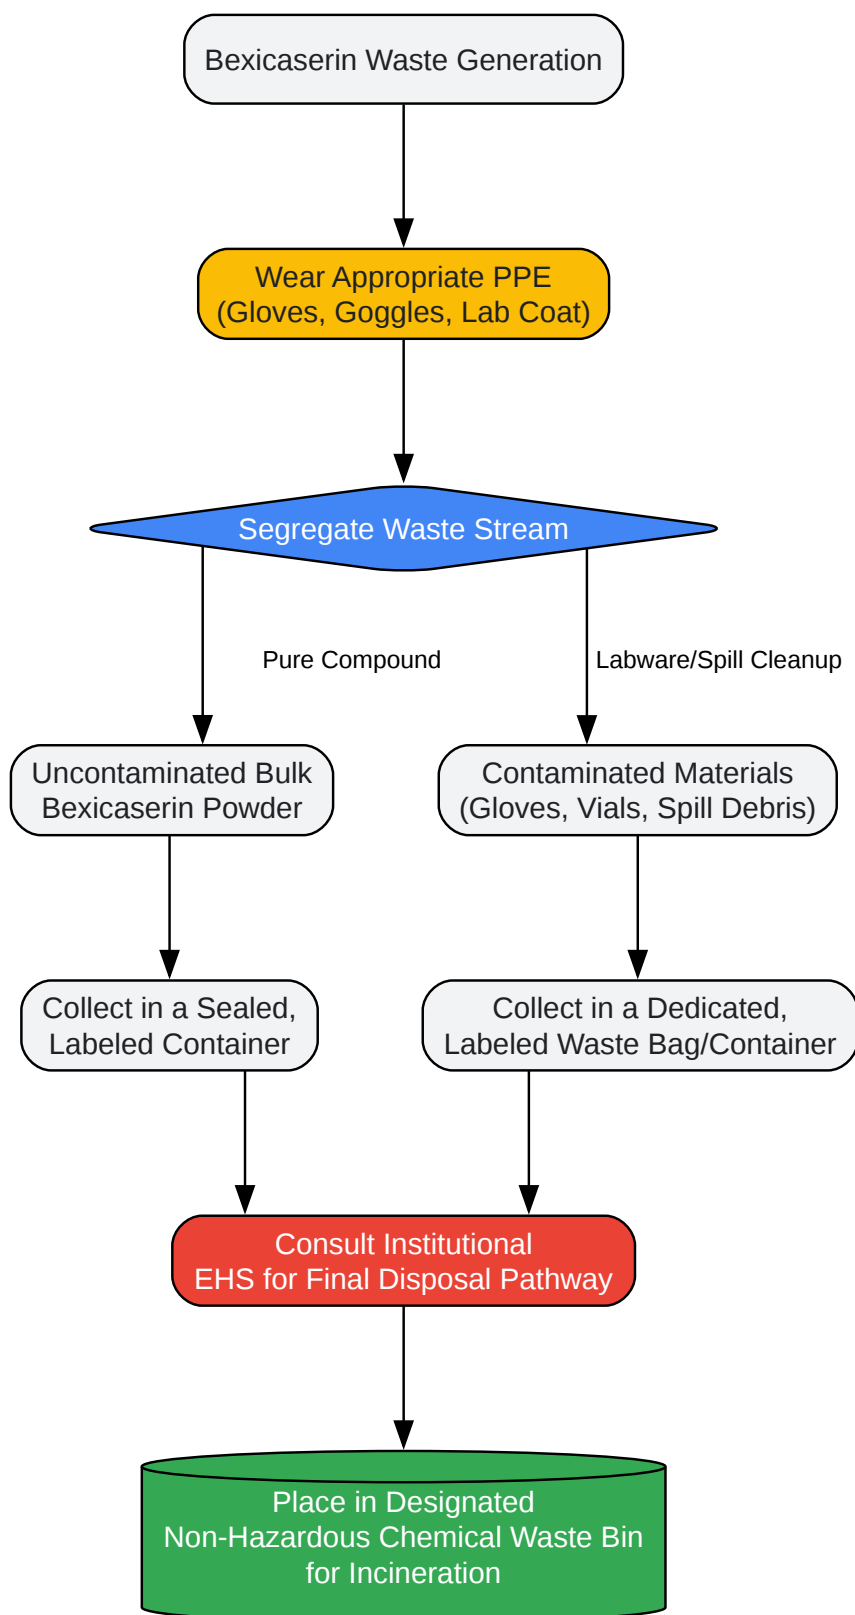 Bexicaserin Waste Generation
Wear Appropriate PPE
(Gloves, Goggles, Lab Coat)
Segregate Waste Stream
Pure Compound
Labware/Spill Cleanup
Uncontaminated Bulk
Bexicaserin Powder
Contaminated Materials
(Gloves, Vials, Spill Debris)
Collect in a Sealed,
Labeled Container
Collect in a Dedicated,
Labeled Waste Bag/Container
Consult Institutional
EHS for Final Disposal Pathway
Place in Designated
Non-Hazardous Chemical Waste Bin
for Incineration